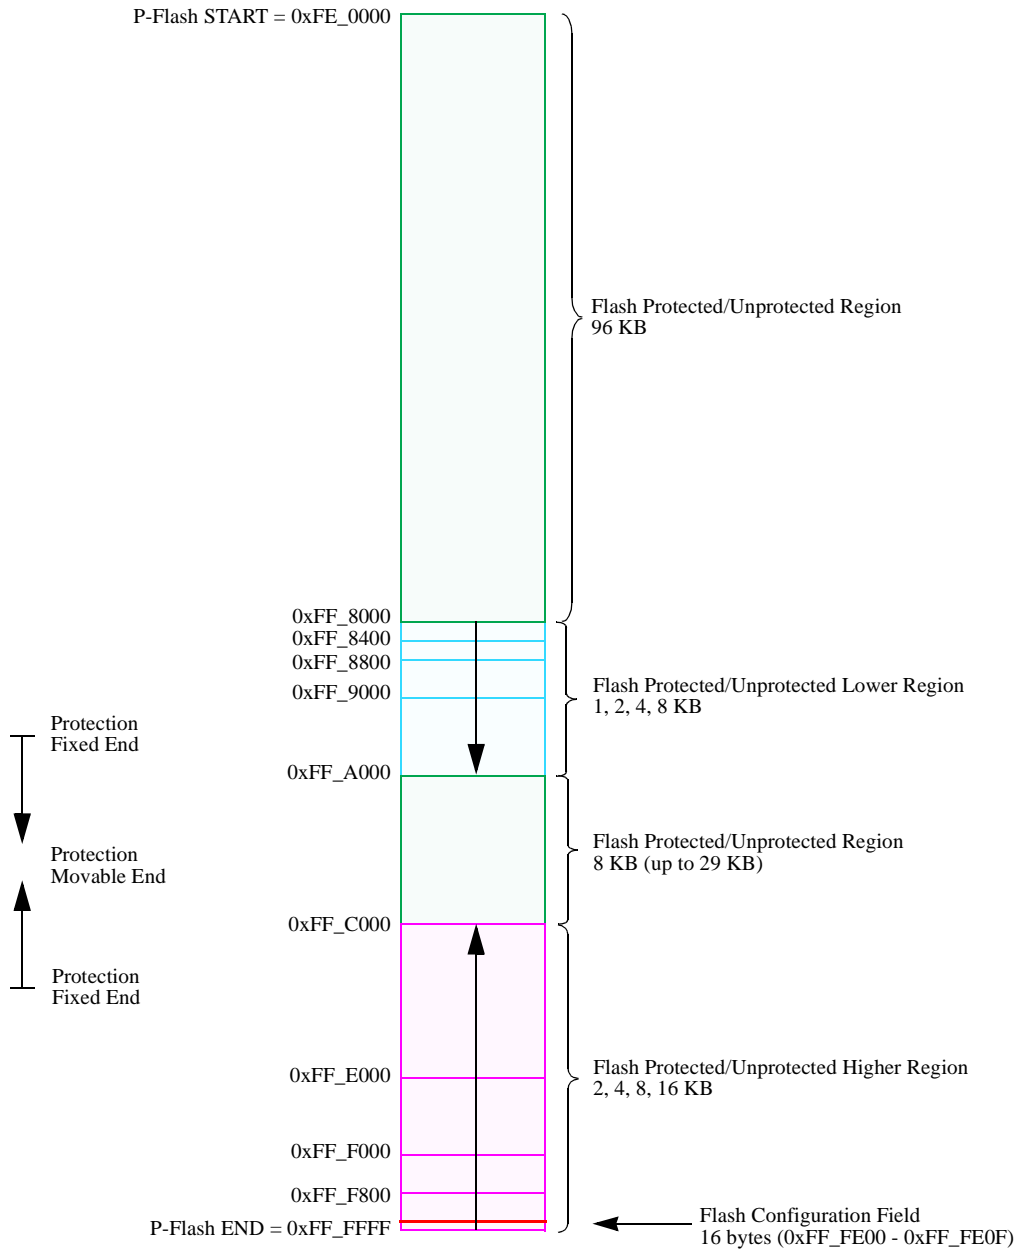 P-Flash START = 0xFE_0000
Flash Protected/Unprotected Region
96 KB
0xFF_8000
0xFF_8400
0xFF_8800
0xFF_9000
Flash Protected/Unprotected Lower Region
1, 2, 4, 8 KB
Protection
Fixed End
0xFF_A000
Protection
Movable End
Flash Protected/Unprotected Region
8 KB (up to 29 KB)
0xFF_C000
Protection
Fixed End
0xFF_E000
Flash Protected/Unprotected Higher Region
2, 4, 8, 16 KB
0xFF_F000
0xFF_F800
P-Flash END = 0xFF_FFFF
Flash Configuration Field
16 bytes (0xFF_FE00 - 0xFF_FE0F)